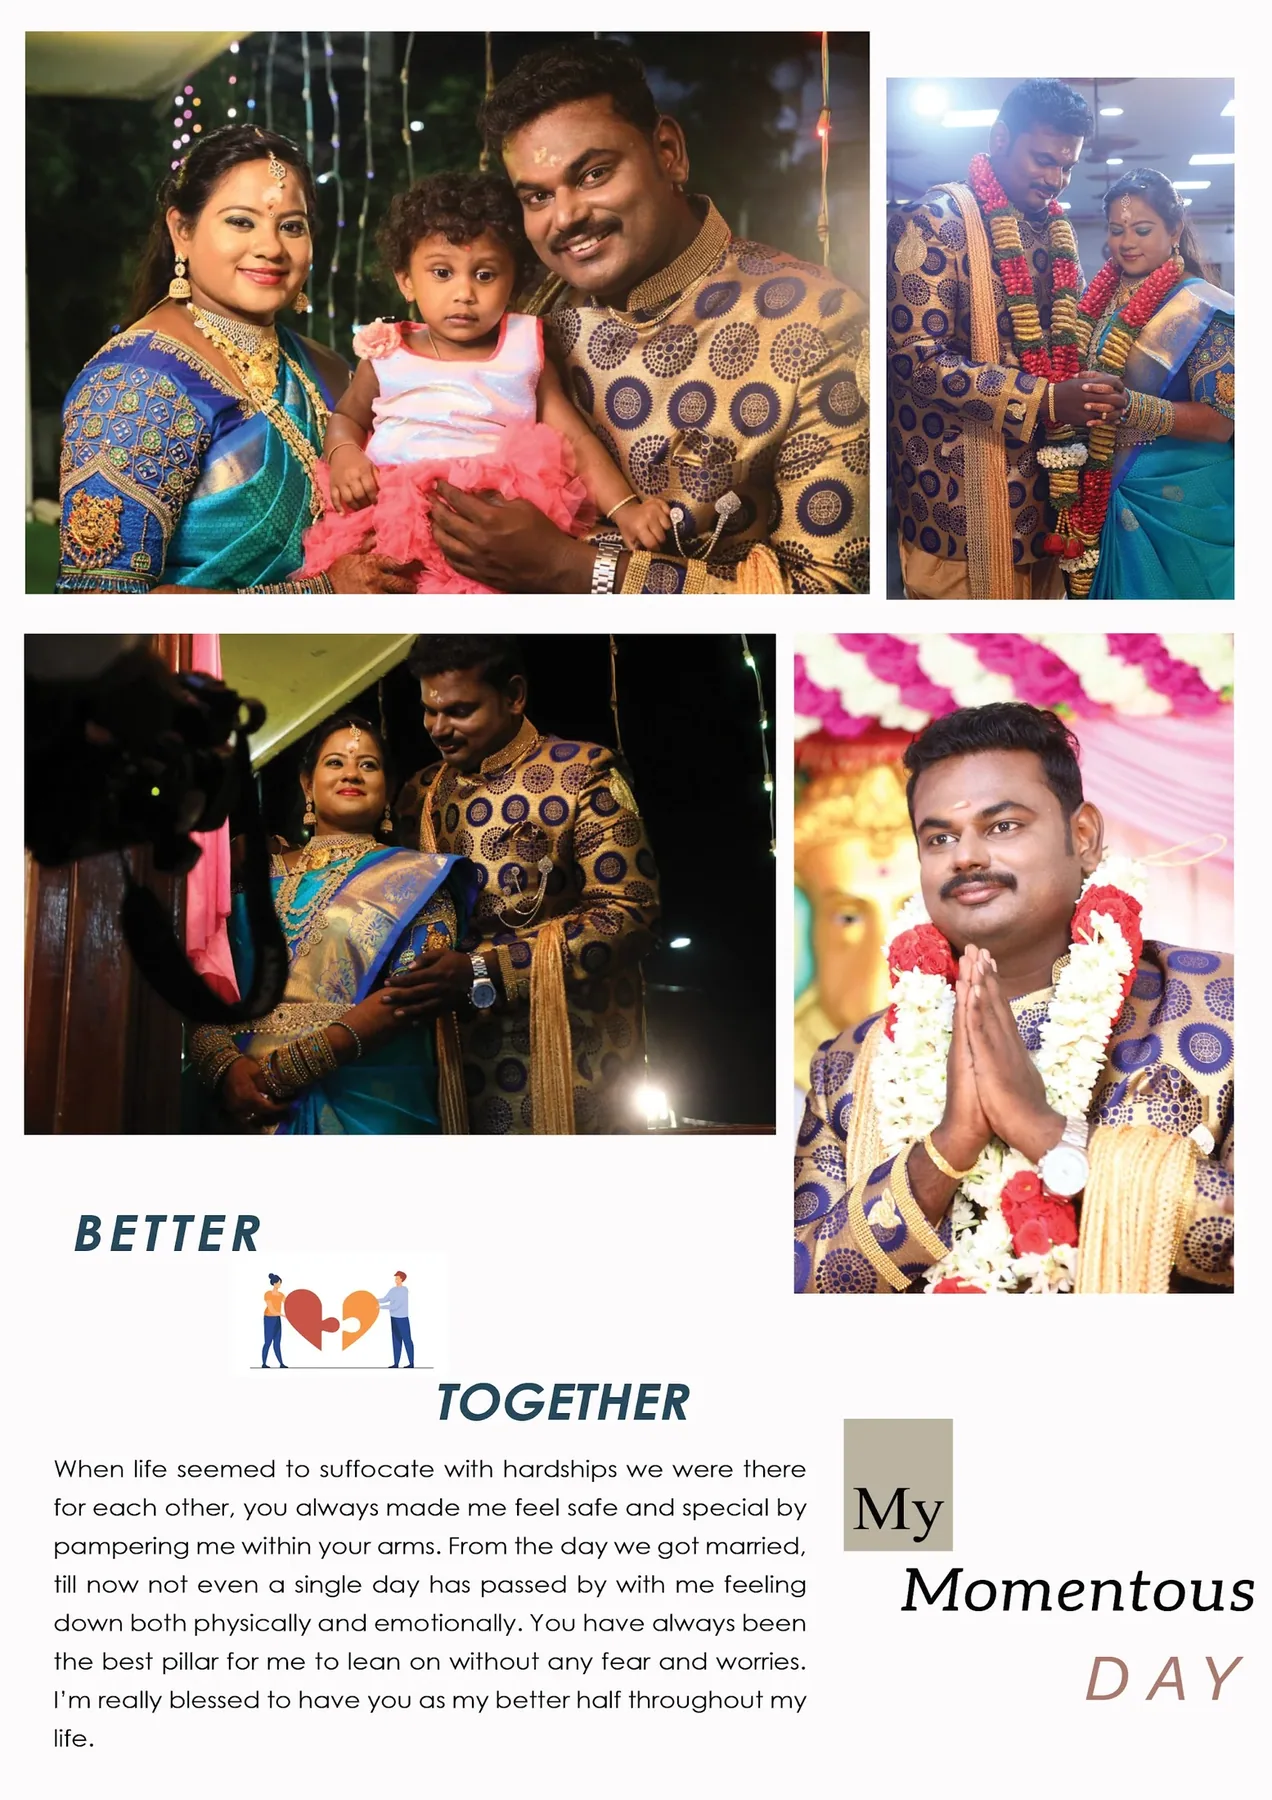 BETTER
TOGETHER
When life seemed to suffocate with hardships we were there
for each other, you always made me feel safe and special by
pampering me within your arms. From the day we got married,
till now not even a single day has passed by with me feeling
down both physically and emotionally. You have always been
the best pillar for me to lean on without any fear and worries.
I'm really blessed to have you as my better half throughout my
life.
My
Momentous
DAY